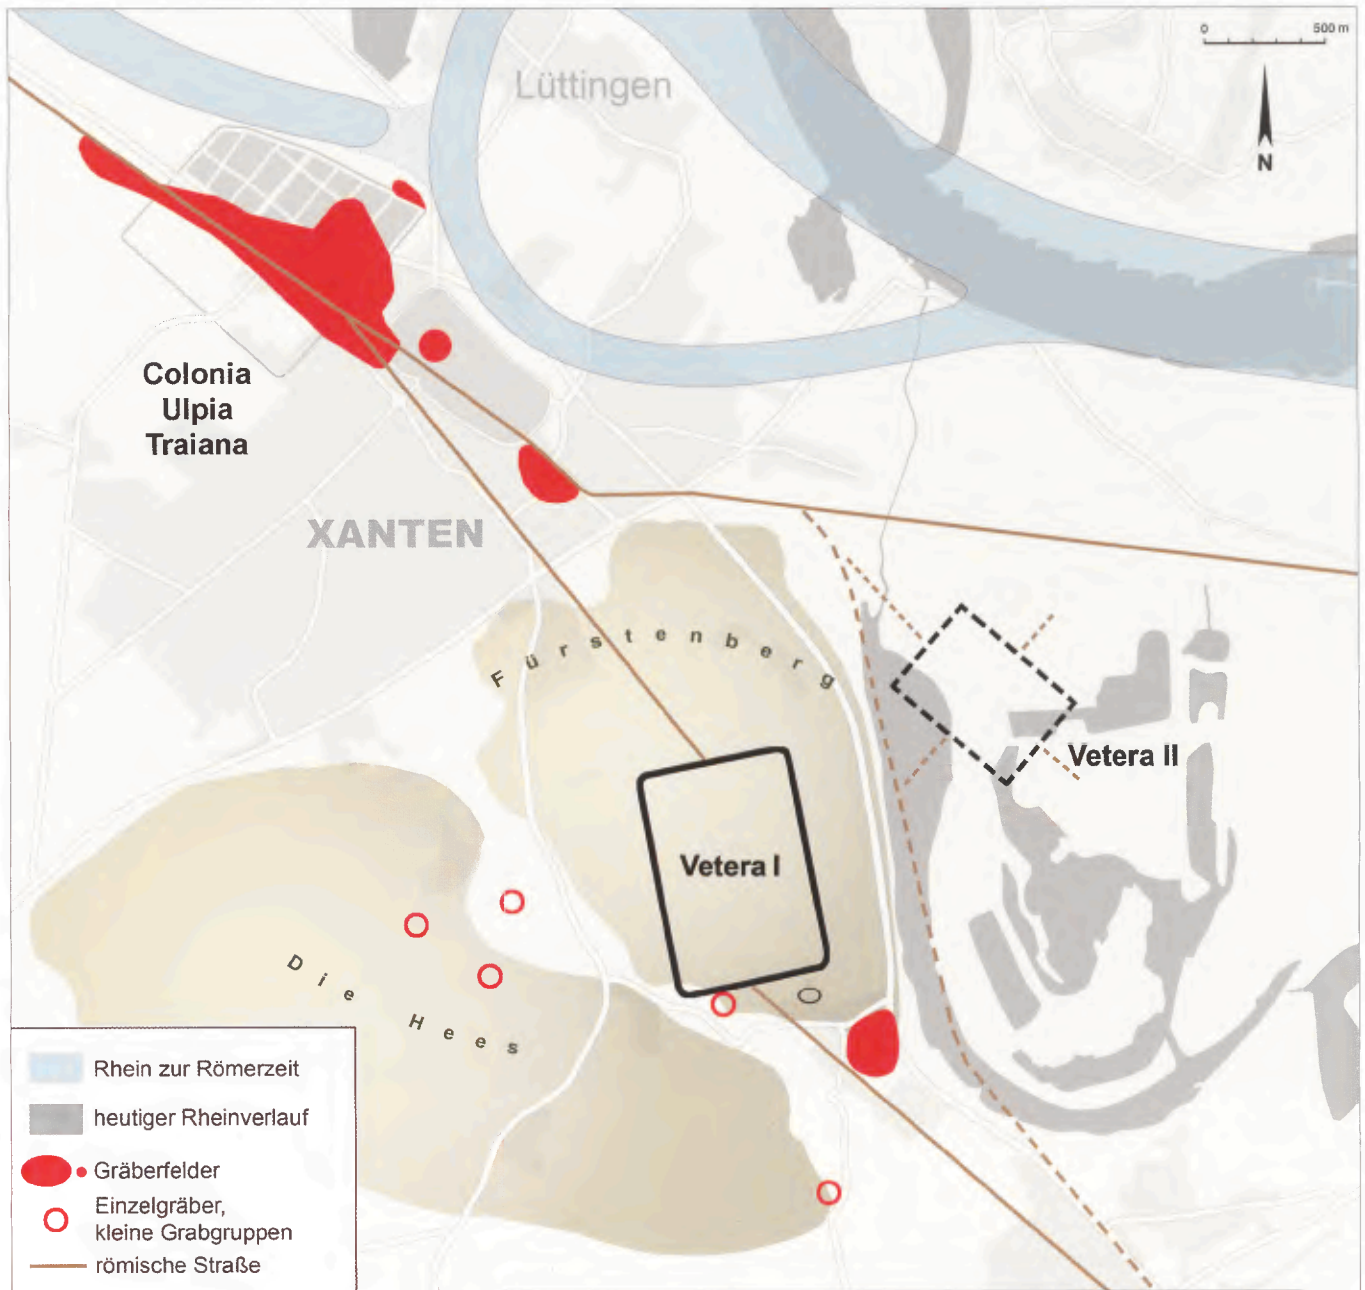 Lüttingen
0 500 m
N
Colonia
Ulpia
Traiana
XANTEN
Fürstenberg
Vetera II
Vetera I
Die Hees
Rhein zur Römerzeit
heutiger Rheinverlauf
Gräberfelder
Einzelgräber,
kleine Grabgruppen
römische Straße